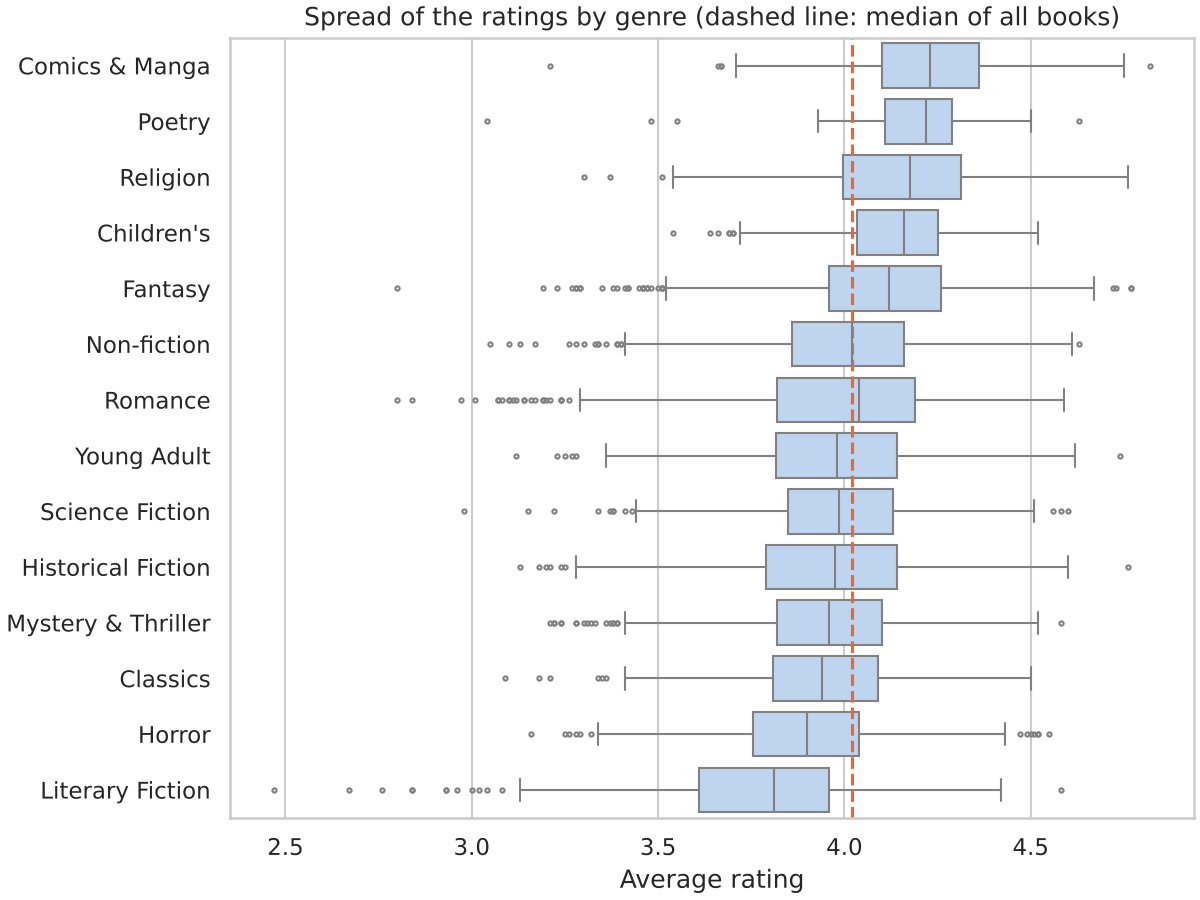 Spread of the ratings by genre (dashed line: median of all books)
Comics & Manga
Poetry
Religion
Children's
Fantasy
Non-fiction
Romance
Young Adult
Science Fiction
Historical Fiction
Mystery & Thriller
Classics
Horror
Literary Fiction
2.5 3.0 3.5 4.0 4.5
Average rating